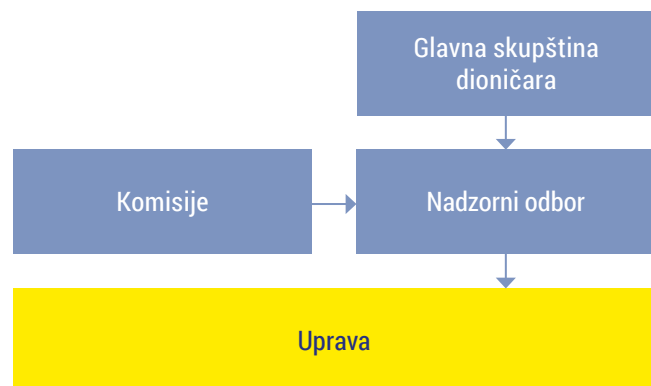 Glavna skupština
dioničara
Komisije
Nadzorni odbor
Uprava